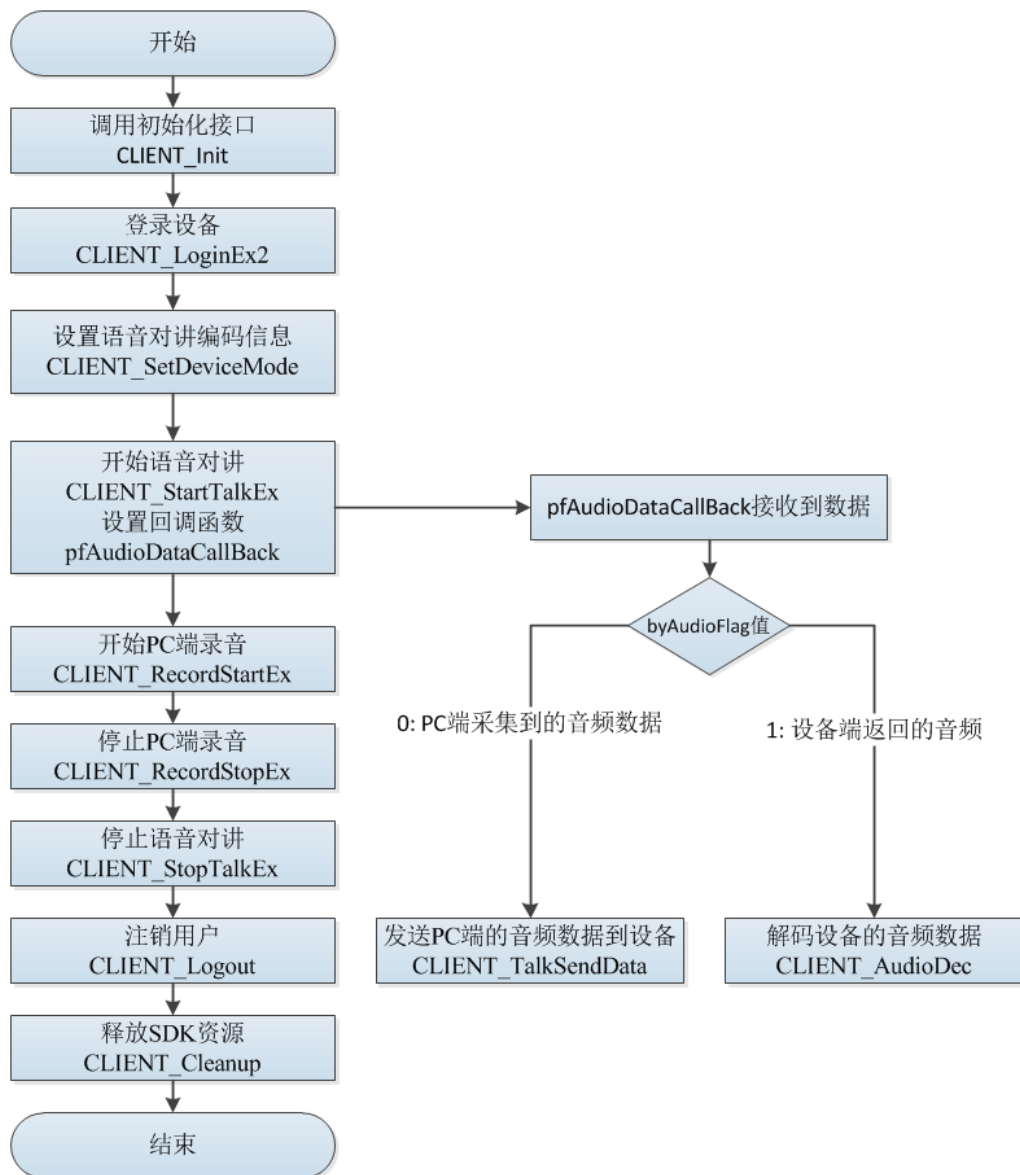 开始
调用初始化接口
CLIENT_Init
登录设备
CLIENT_LoginEx2
设置语音对讲编码信息
CLIENT_SetDeviceMode
开始语音对讲
CLIENT_StartTalkEx
设置回调函数
pfAudioDataCallBack
pfAudioDataCallBack接收到数据
byAudioFlag值
0: PC端采集到的音频数据
1: 设备端返回的音频
发送PC端的音频数据到设备
CLIENT_TalkSendData
解码设备的音频数据
CLIENT_AudioDec
开始PC端录音
CLIENT_RecordStartEx
停止PC端录音
CLIENT_RecordStopEx
停止语音对讲
CLIENT_StopTalkEx
注销用户
CLIENT_Logout
释放SDK资源
CLIENT_Cleanup
结束